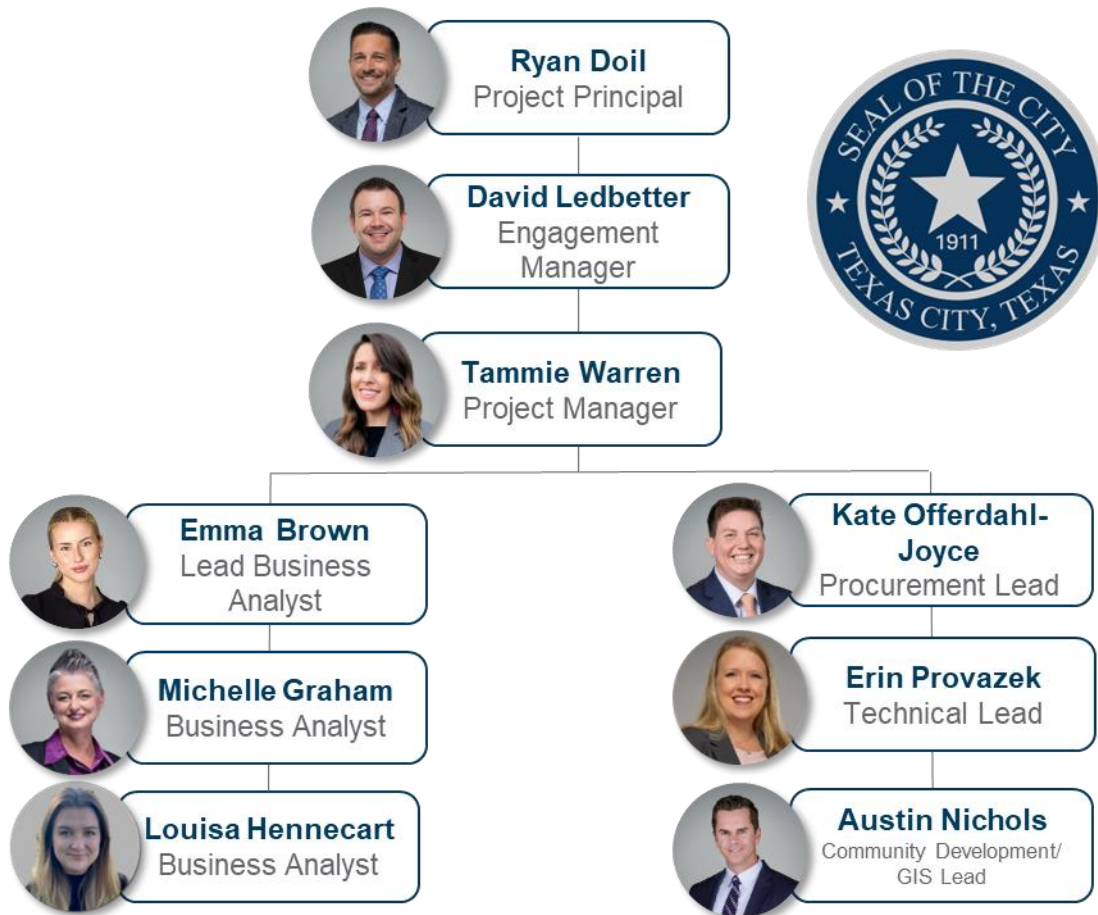 Ryan Doil
Project Principal
SEAL OF THE CITY
1911
TEXAS CITY, TEXAS
David Ledbetter
Engagement
Manager
Tammie Warren
Project Manager
Emma Brown
Lead Business
Analyst
Kate Offerdahl-
Joyce
Procurement Lead
Michelle Graham
Business Analyst
Erin Provazek
Technical Lead
Louisa Hennecart
Business Analyst
Austin Nichols
Community Development/
GIS Lead